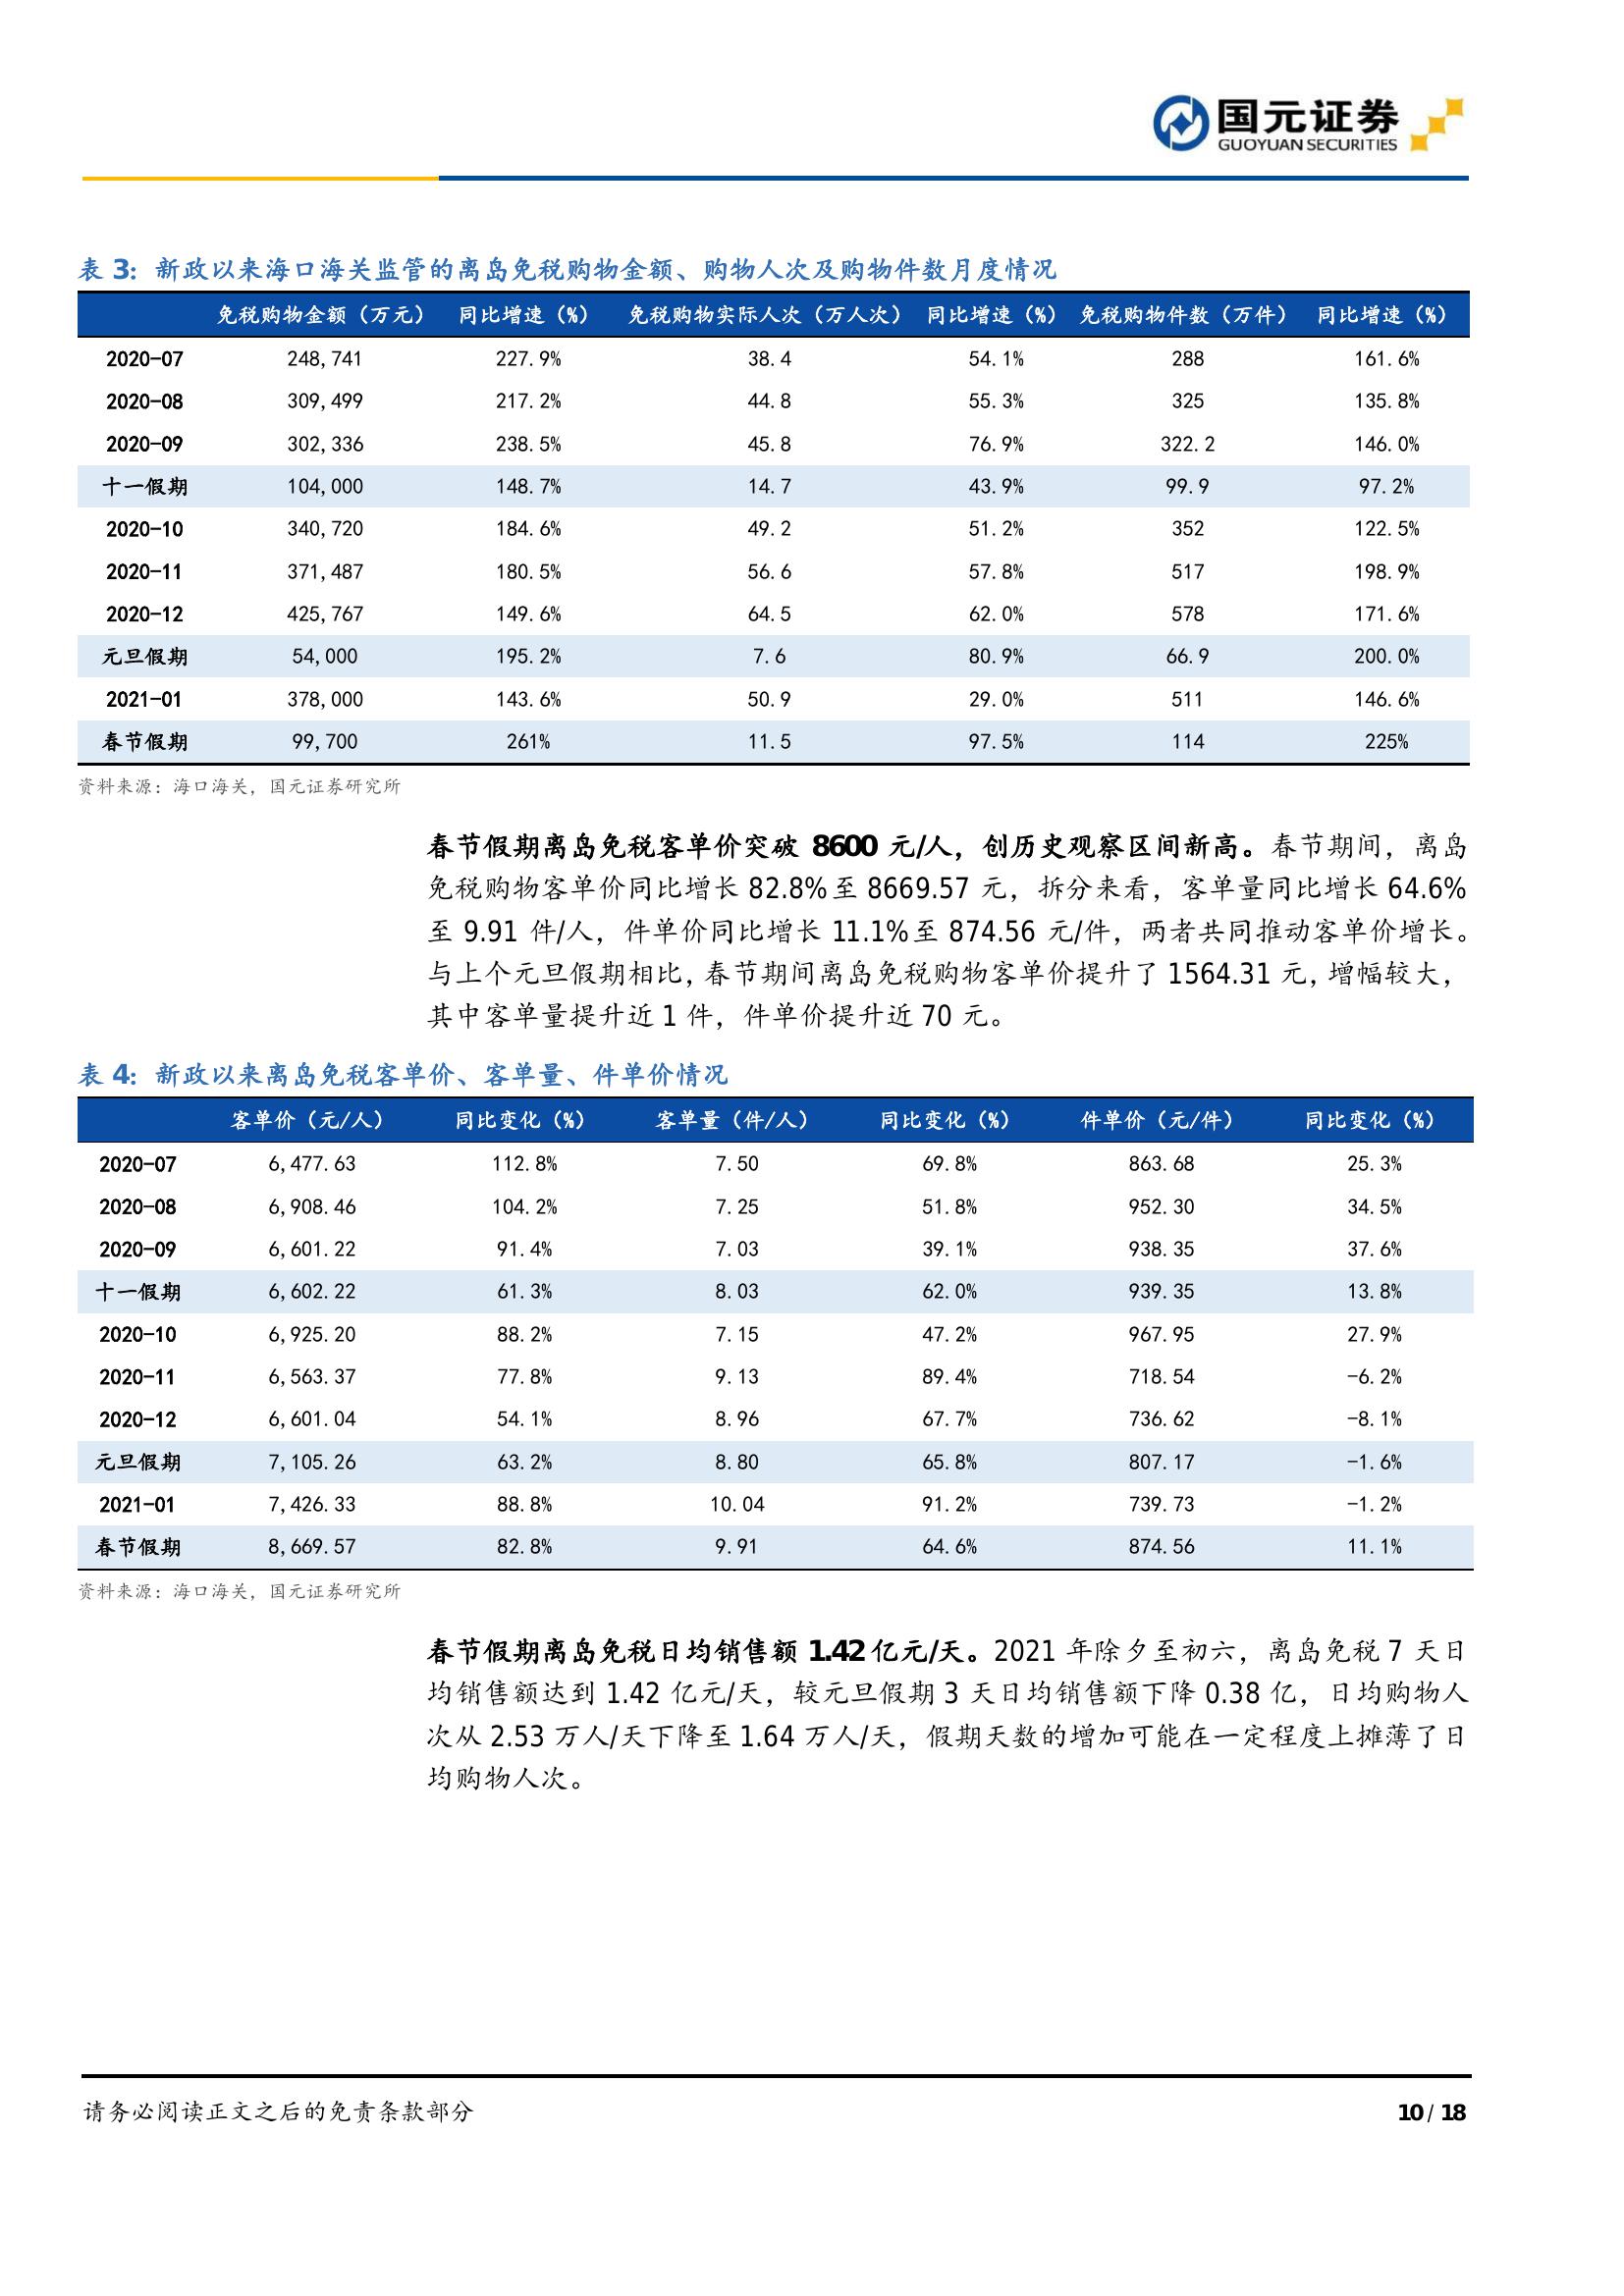 国元证券
GUOYUAN SECURITIES
表 3：新政以来海口海关监管的离岛免税购物金额、购物人次及购物件数月度情况
免税购物金额（万元） 同比增速（%） 免税购物实际人次（万人次） 同比增速（%） 免税购物件数（万件） 同比增速（%）
2020-07 248,741 227.9% 38.4 54.1% 288 161.6%
2020-08 309,499 217.2% 44.8 55.3% 325 135.8%
2020-09 302,336 238.5% 45.8 76.9% 322.2 146.0%
十一假期 104,000 148.7% 14.7 43.9% 99.9 97.2%
2020-10 340,720 184.6% 49.2 51.2% 352 122.5%
2020-11 371,487 180.5% 56.6 57.8% 517 198.9%
2020-12 425,767 149.6% 64.5 62.0% 578 171.6%
元旦假期 54,000 195.2% 7.6 80.9% 66.9 200.0%
2021-01 378,000 143.6% 50.9 29.0% 511 146.6%
春节假期 99,700 261% 11.5 97.5% 114 225%
资料来源：海口海关，国元证券研究所
春节假期离岛免税客单价突破 8600 元/人，创历史观察区间新高。春节期间，离岛
免税购物客单价同比增长 82.8%至 8669.57 元，拆分来看，客单量同比增长 64.6%
至 9.91 件/人，件单价同比增长 11.1%至 874.56 元/件，两者共同推动客单价增长。
与上个元旦假期相比，春节期间离岛免税购物客单价提升了 1564.31 元，增幅较大，
其中客单量提升近 1 件，件单价提升近 70 元。
表 4：新政以来离岛免税客单价、客单量、件单价情况
客单价（元/人） 同比变化（%） 客单量（件/人） 同比变化（%） 件单价（元/件） 同比变化（%）
2020-07 6,477.63 112.8% 7.50 69.8% 863.68 25.3%
2020-08 6,908.46 104.2% 7.25 51.8% 952.30 34.5%
2020-09 6,601.22 91.4% 7.03 39.1% 938.35 37.6%
十一假期 6,602.22 61.3% 8.03 62.0% 939.35 13.8%
2020-10 6,925.20 88.2% 7.15 47.2% 967.95 27.9%
2020-11 6,563.37 77.8% 9.13 89.4% 718.54 -6.2%
2020-12 6,601.04 54.1% 8.96 67.7% 736.62 -8.1%
元旦假期 7,105.26 63.2% 8.80 65.8% 807.17 -1.6%
2021-01 7,426.33 88.8% 10.04 91.2% 739.73 -1.2%
春节假期 8,669.57 82.8% 9.91 64.6% 874.56 11.1%
资料来源：海口海关，国元证券研究所
春节假期离岛免税日均销售额 1.42 亿元/天。2021 年除夕至初六，离岛免税 7 天日
均销售额达到 1.42 亿元/天，较元旦假期 3 天日均销售额下降 0.38 亿，日均购物人
次从 2.53 万人/天下降至 1.64 万人/天，假期天数的增加可能在一定程度上摊薄了日
均购物人次。
请务必阅读正文之后的免责条款部分 10 / 18